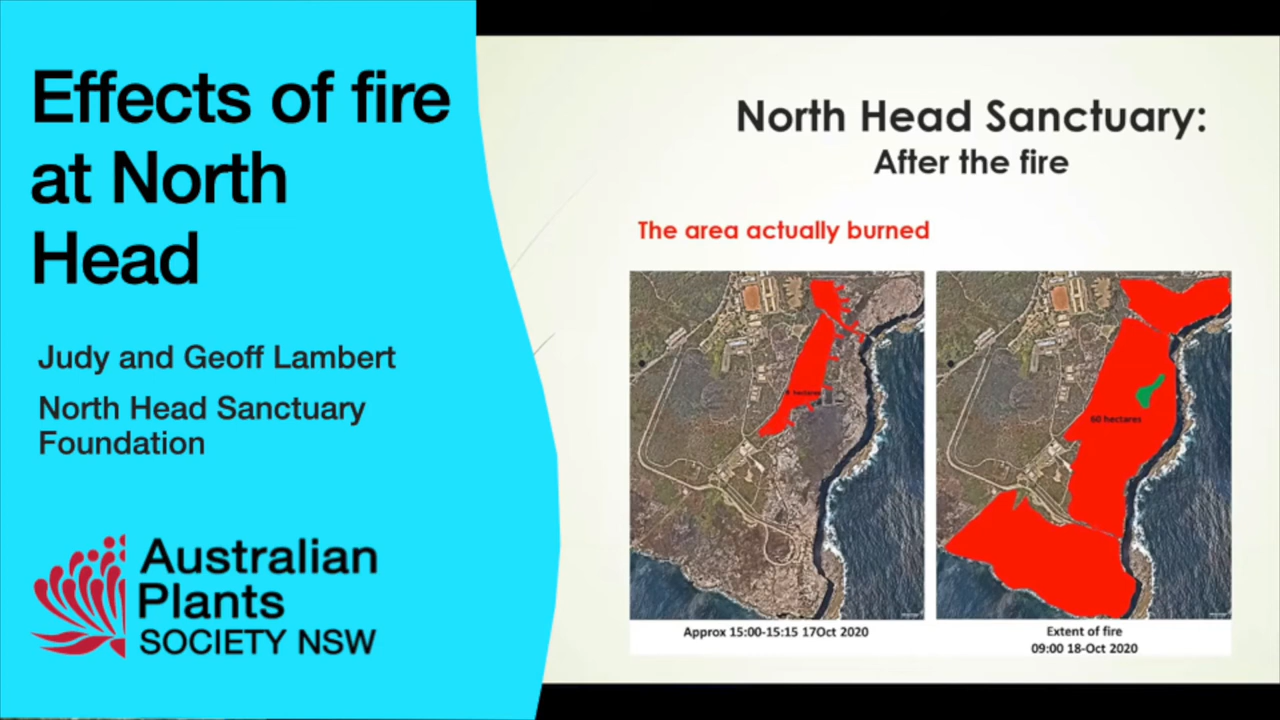 Effects of fire
at North
Head
Judy and Geoff Lambert
North Head Sanctuary
Foundation
Australian
Plants
SOCIETY NSW
North Head Sanctuary:
After the fire
The area actually burned
hectares
60 hectares
Approx 15:00-15:15 17Oct 2020
Extent of fire
09:00 18-Oct 2020